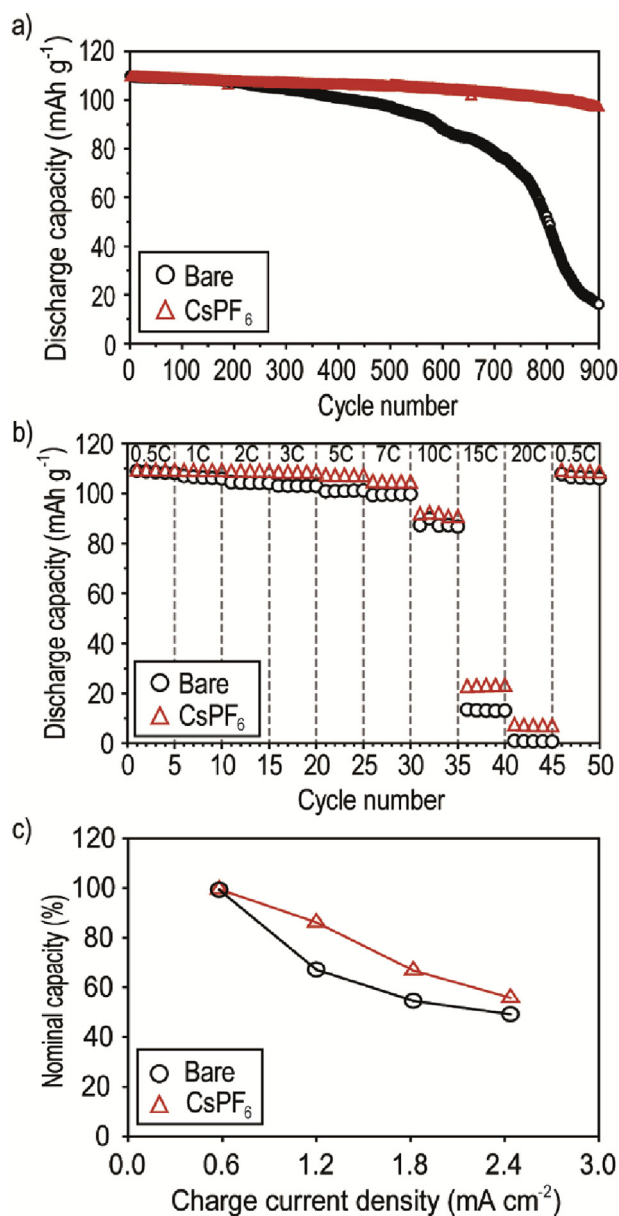 a)
Discharge capacity (mAh g⁻¹)
120
100
80
60
40
20
0
Bare
CsPF₆
0 100 200 300 400 500 600 700 800 900
Cycle number
b)
Discharge capacity (mAh g⁻¹)
120
100
80
60
40
20
0
0.5C 1C 2C 3C 5C 7C 10C 15C 20C 0.5C
Bare
CsPF₆
0 5 10 15 20 25 30 35 40 45 50
Cycle number
c)
Nominal capacity (%)
120
100
80
60
40
20
0
Bare
CsPF₆
0.0 0.6 1.2 1.8 2.4 3.0
Charge current density (mA cm⁻²)